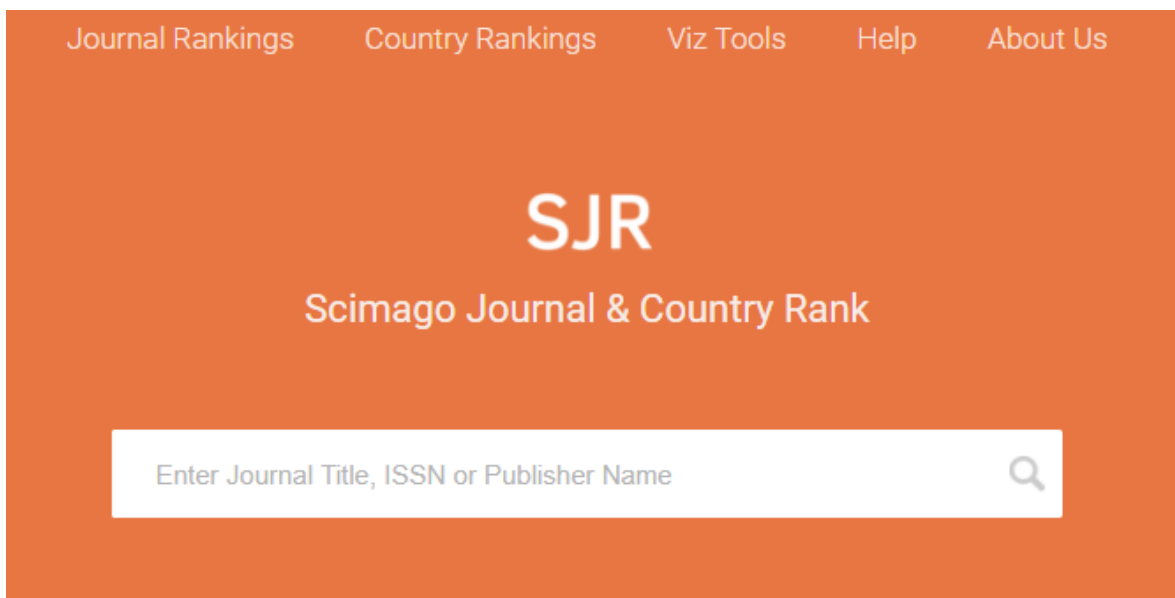 Journal Rankings Country Rankings Viz Tools Help About Us
SJR
Scimago Journal & Country Rank
Enter Journal Title, ISSN or Publisher Name